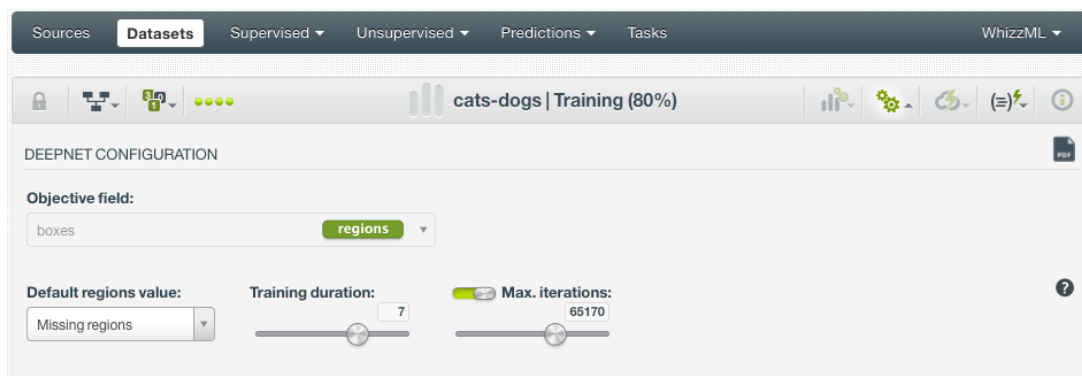 Sources Datasets Supervised Unsupervised Predictions Tasks WhizzML
cats-dogs | Training (80%)
DEEPNET CONFIGURATION
PDF
Objective field:
boxes regions
Default regions value: Training duration: Max. iterations: ?
Missing regions 7 65170